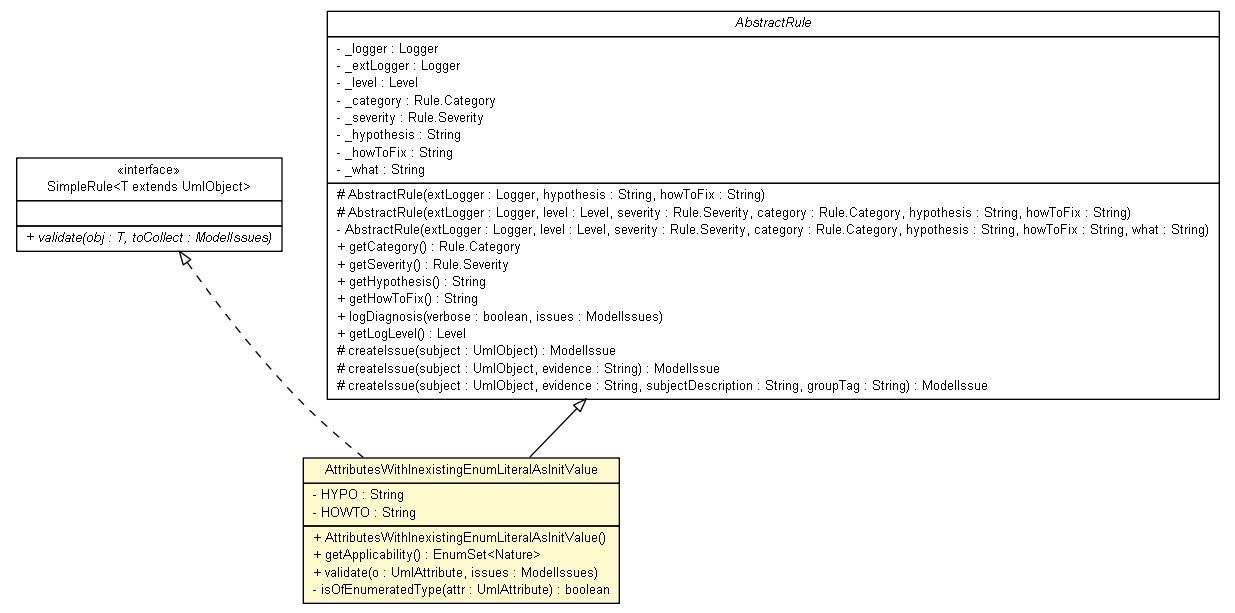 AbstractRule
- _logger : Logger
- _extLogger : Logger
- _level : Level
- _category : Rule.Category
- _severity : Rule.Severity
- _hypothesis : String
- _howToFix : String
- _what : String
# AbstractRule(extLogger : Logger, hypothesis : String, howToFix : String)
# AbstractRule(extLogger : Logger, level : Level, severity : Rule.Severity, category : Rule.Category, hypothesis : String, howToFix : String)
- AbstractRule(extLogger : Logger, level : Level, severity : Rule.Severity, category : Rule.Category, hypothesis : String, howToFix : String, what : String)
+ getCategory() : Rule.Category
+ getSeverity() : Rule.Severity
+ getHypothesis() : String
+ getHowToFix() : String
+ logDiagnosis(verbose : boolean, issues : ModelIssues)
+ getLogLevel() : Level
# createIssue(subject : UmlObject) : ModelIssue
# createIssue(subject : UmlObject, evidence : String) : ModelIssue
# createIssue(subject : UmlObject, evidence : String, subjectDescription : String, groupTag : String) : ModelIssue
«interface»
SimpleRule<T extends UmlObject>
+ validate(obj : T, toCollect : ModelIssues)
AttributesWithInexistingEnumLiteralAsInitValue
- HYPO : String
- HOWTO : String
+ AttributesWithInexistingEnumLiteralAsInitValue()
+ getApplicability() : EnumSet<Nature>
+ validate(o : UmlAttribute, issues : ModelIssues)
- isOfEnumeratedType(attr : UmlAttribute) : boolean